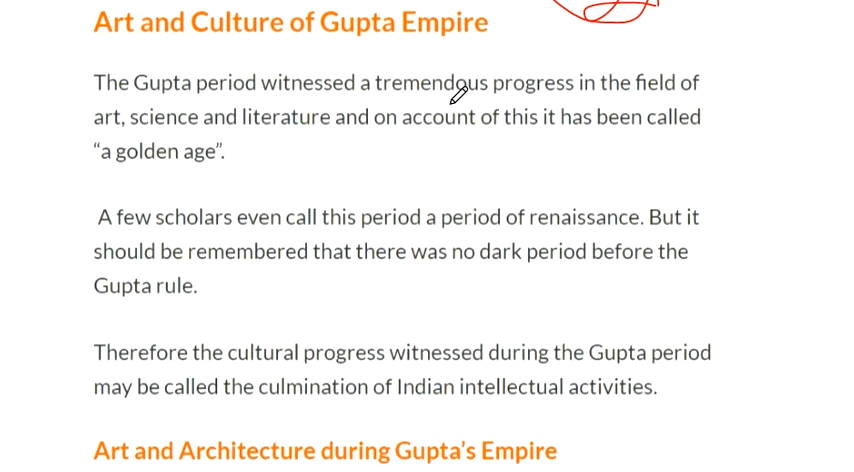 Art and Culture of Gupta Empire
The Gupta period witnessed a tremendous progress in the field of
art, science and literature and on account of this it has been called
“a golden age”.
A few scholars even call this period a period of renaissance. But it
should be remembered that there was no dark period before the
Gupta rule.
Therefore the cultural progress witnessed during the Gupta period
may be called the culmination of Indian intellectual activities.
Art and Architecture during Gupta’s Empire